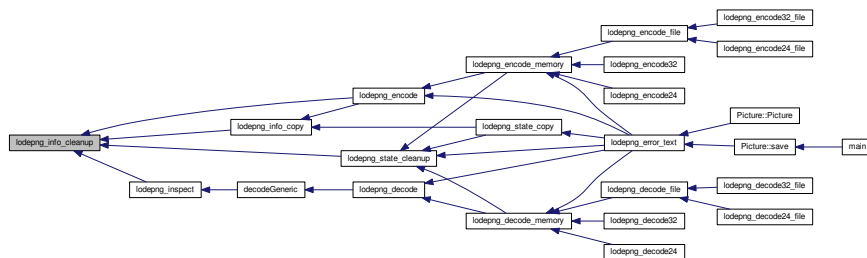 lodepng_info_cleanup
lodepng_encode
lodepng_info_copy
lodepng_state_cleanup
lodepng_inspect
decodeGeneric
lodepng_decode
lodepng_encode_memory
lodepng_state_copy
lodepng_decode_memory
lodepng_encode_file
lodepng_encode32
lodepng_encode24
lodepng_error_text
lodepng_decode_file
lodepng_decode32
lodepng_decode24
lodepng_encode32_file
lodepng_encode24_file
Picture::Picture
Picture::save
main
lodepng_decode32_file
lodepng_decode24_file